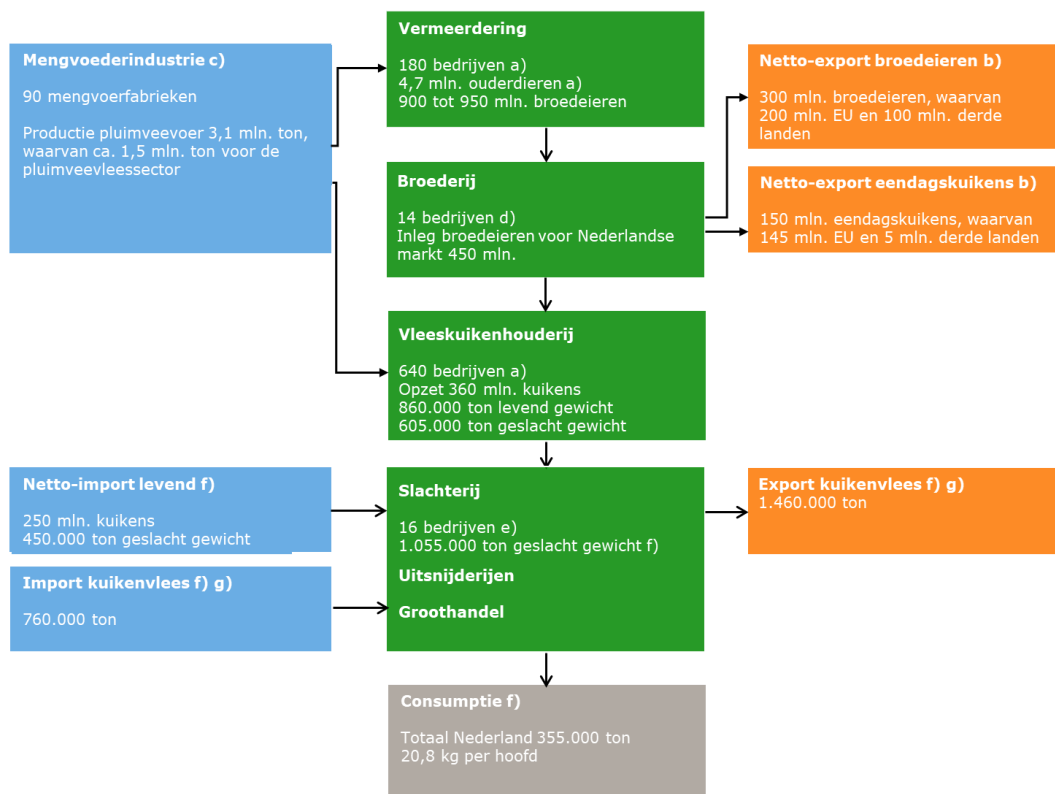 Mengvoederindustrie c)
90 mengvoerfabrieken
Productie pluimveevoer 3,1 mln. ton,
waarvan ca. 1,5 mln. ton voor de
pluimveevleessector
Vermeerdering
180 bedrijven a)
4,7 mln. ouderdieren a)
900 tot 950 mln. broedeieren
Netto-export broedeieren b)
300 mln. broedeieren, waarvan
200 mln. EU en 100 mln. derde
landen
Broederij
14 bedrijven d)
Inleg broedeieren voor Nederlandse
markt 450 mln.
Netto-export eendagskuikens b)
150 mln. eendagskuikens, waarvan
145 mln. EU en 5 mln. derde landen
Vleeskuikenhouderij
640 bedrijven a)
Opzet 360 mln. kuikens
860.000 ton levend gewicht
605.000 ton geslacht gewicht
Netto-import levend f)
250 mln. kuikens
450.000 ton geslacht gewicht
Slachterij
16 bedrijven e)
1.055.000 ton geslacht gewicht f)
Uitsnijderijen
Groothandel
Export kuikenvlees f) g)
1.460.000 ton
Import kuikenvlees f) g)
760.000 ton
Consumptie f)
Totaal Nederland 355.000 ton
20,8 kg per hoofd